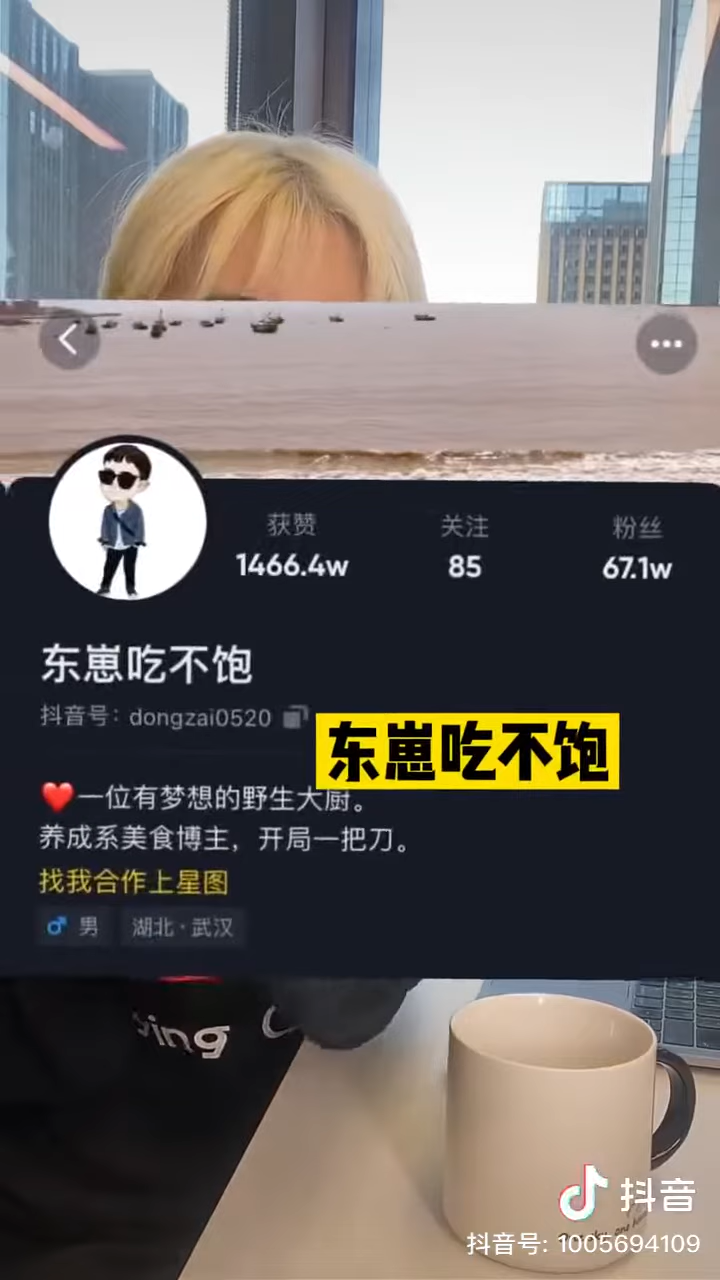 获赞
关注
粉丝
1466.4w
85
67.1w
东崽吃不饱
抖音号：dongzai0520
东崽吃不饱
❤️一位有梦想的野生大厨。
养成系美食博主，开局一把刀。
找我合作上星图
♂ 男
湖北·武汉
ing
抖音
抖音号: 1005694109